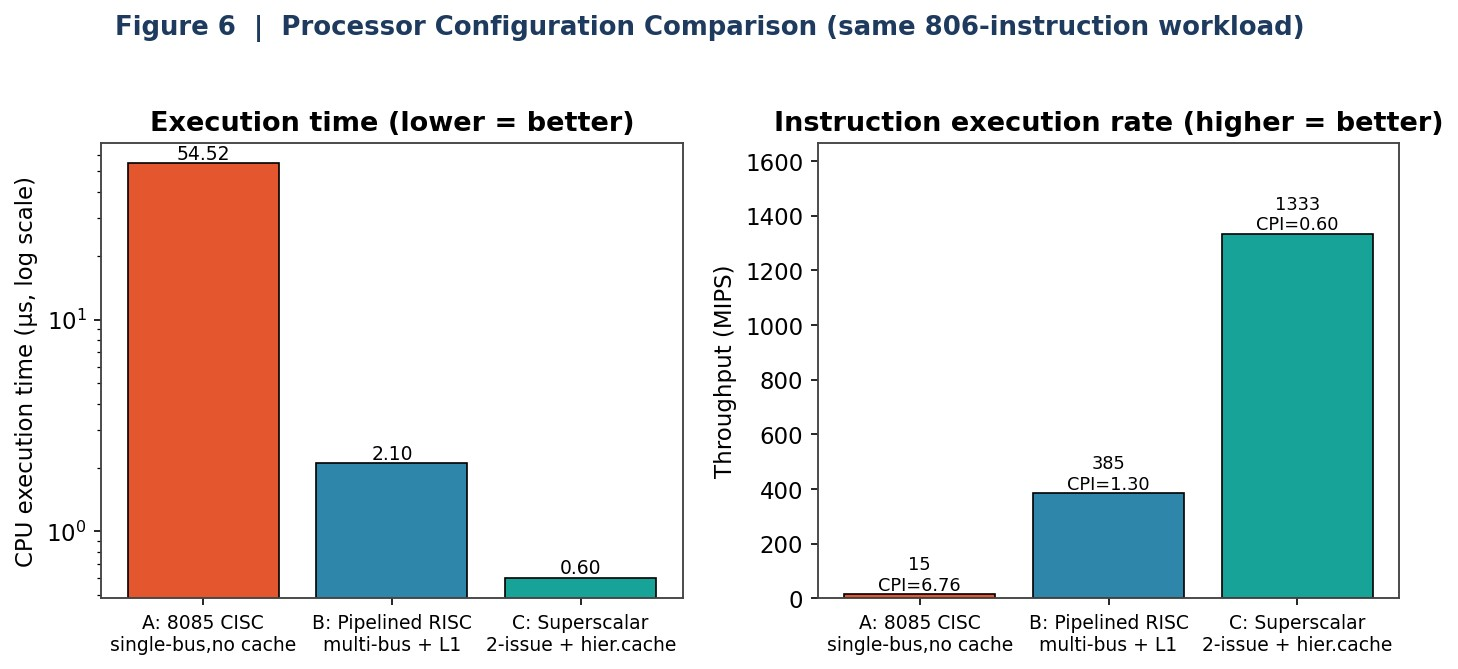 Figure 6 | Processor Configuration Comparison (same 806-instruction workload)
Execution time (lower = better)
CPU execution time (µs, log scale)
10¹
10⁰
54.52
2.10
0.60
A: 8085 CISC
single-bus,no cache
B: Pipelined RISC
multi-bus + L1
C: Superscalar
2-issue + hier.cache
Instruction execution rate (higher = better)
Throughput (MIPS)
1600
1400
1200
1000
800
600
400
200
0
15
CPI=6.76
385
CPI=1.30
1333
CPI=0.60
A: 8085 CISC
single-bus,no cache
B: Pipelined RISC
multi-bus + L1
C: Superscalar
2-issue + hier.cache